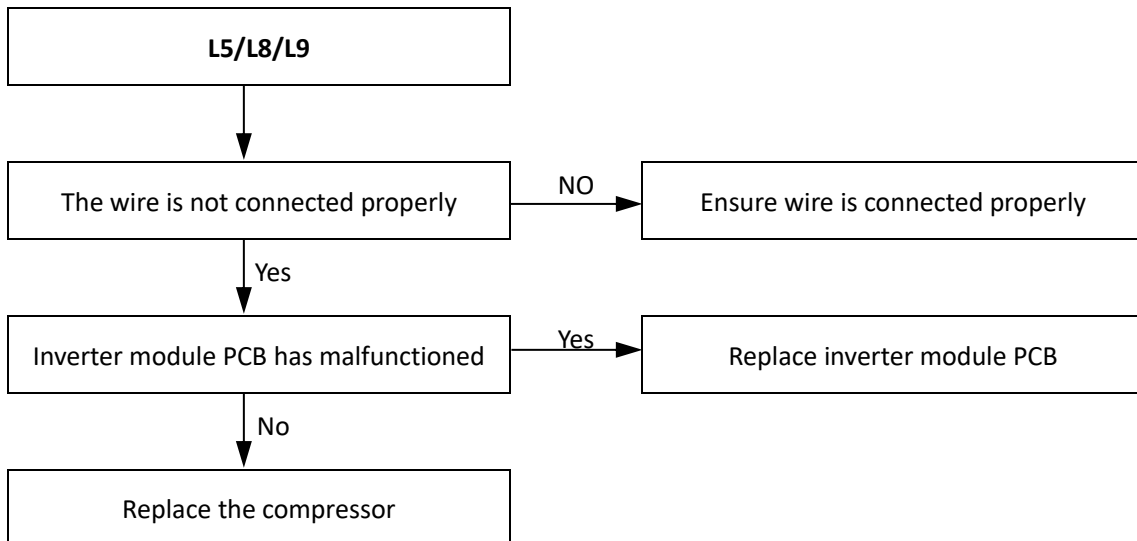 L5/L8/L9
The wire is not connected properly
NO
Ensure wire is connected properly
Yes
Inverter module PCB has malfunctioned
Yes
Replace inverter module PCB
No
Replace the compressor